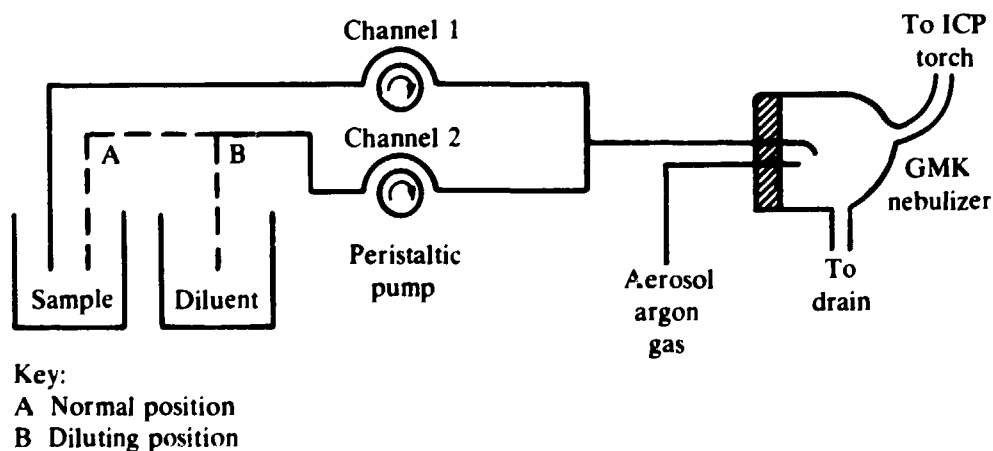 Channel 1
To ICP
torch
A
B
Channel 2
GMK
nebulizer
Peristaltic
pump
Sample
Diluent
Aerosol
argon
gas
To
drain
Key:
A Normal position
B Diluting position